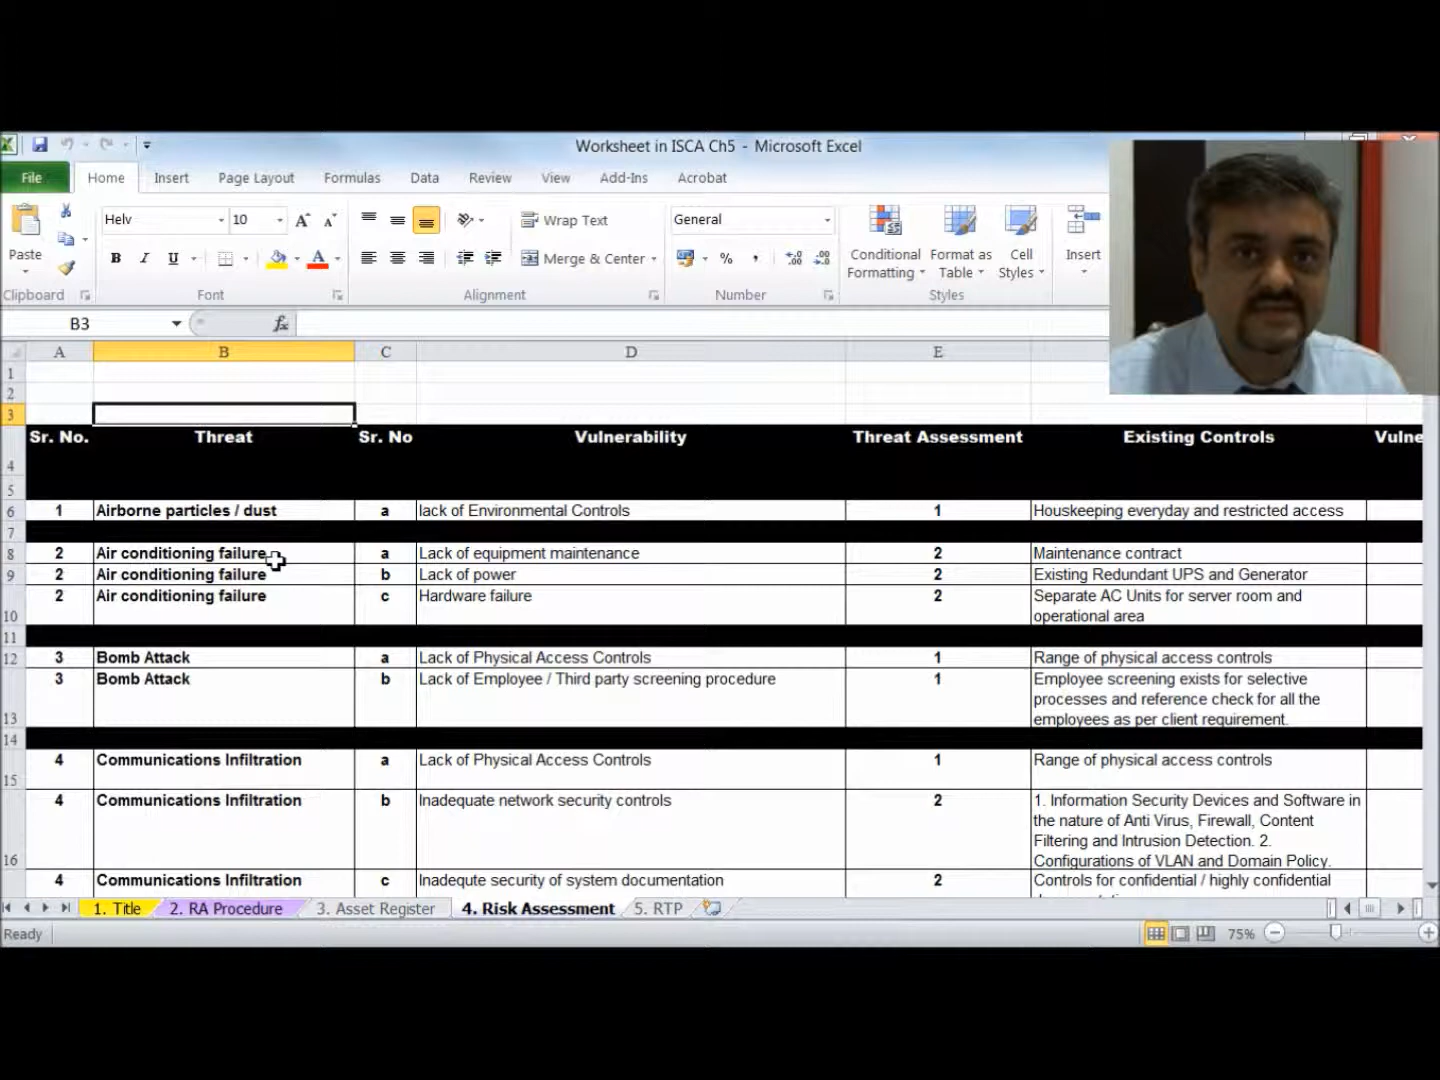 Worksheet in ISCA Ch5 - Microsoft Excel
File Home Insert Page Layout Formulas Data Review View Add-Ins Acrobat
Helv 10 Wrap Text General
Paste B I U Merge & Center % , Conditional Formatting Format as Table Cell Styles Insert
Clipboard Font Alignment Number Styles
B3 fx
A B C D E
1
2
3
Sr. No. Threat Sr. No Vulnerability Threat Assessment Existing Controls Vulne
4
5
6 1 Airborne particles / dust a lack of Environmental Controls 1 Houskeeping everyday and restricted access
7
8 2 Air conditioning failure a Lack of equipment maintenance 2 Maintenance contract
9 2 Air conditioning failure b Lack of power 2 Existing Redundant UPS and Generator
2 Air conditioning failure c Hardware failure 2 Separate AC Units for server room and
10 operational area
11
12 3 Bomb Attack a Lack of Physical Access Controls 1 Range of physical access controls
3 Bomb Attack b Lack of Employee / Third party screening procedure 1 Employee screening exists for selective
processes and reference check for all the
13 employees as per client requirement.
14
4 Communications Infiltration a Lack of Physical Access Controls 1 Range of physical access controls
15
4 Communications Infiltration b Inadequate network security controls 2 1. Information Security Devices and Software in
the nature of Anti Virus, Firewall, Content
Filtering and Intrusion Detection. 2.
16 Configurations of VLAN and Domain Policy.
4 Communications Infiltration c Inadequte security of system documentation 2 Controls for confidential / highly confidential
1. Title 2. RA Procedure 3. Asset Register 4. Risk Assessment 5. RTP
Ready 75%